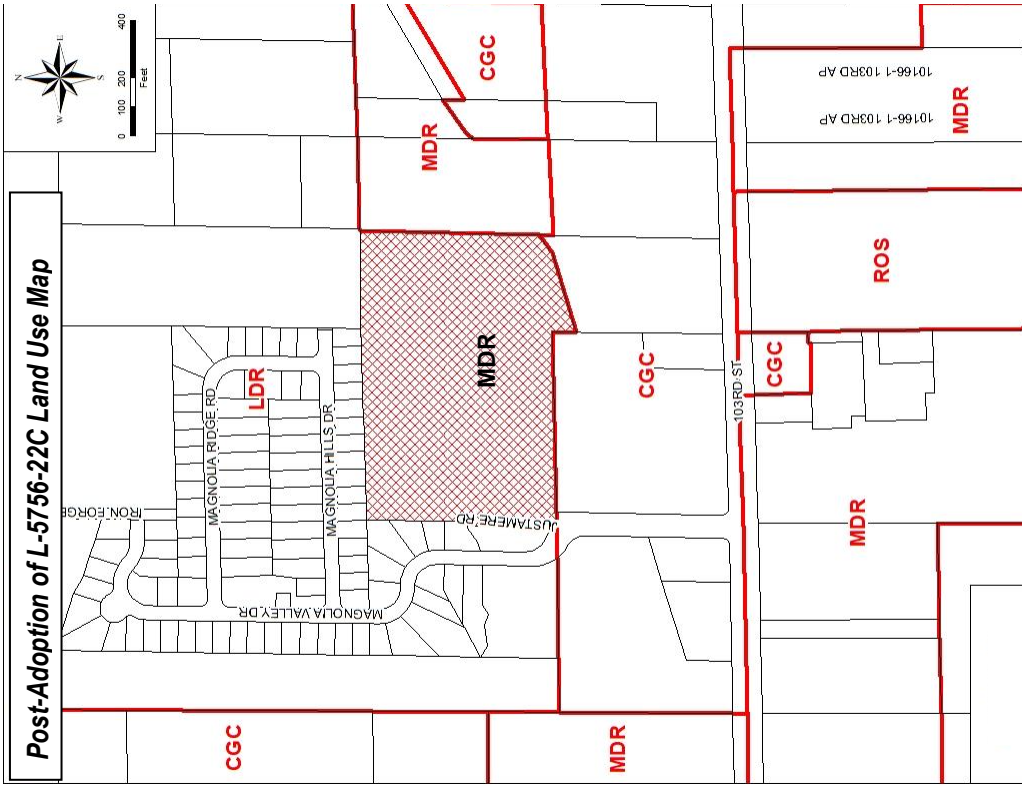 Post-Adoption of L-5756-22C Land Use Map
N
E
S
W
0 100 200 400
Feet
CGC
MDR
MDR
10166-1 103RD AP
10166-1 103RD AP
LDR
MAGNOLIA RIDGE RD
MAGNOLIA HILLS DR
IRON FORGE
MAGNOLIA VALLEY DR
JUSTAMERE RD
MDR
CGC
103RD ST
CGC
ROS
MDR
CGC
MDR